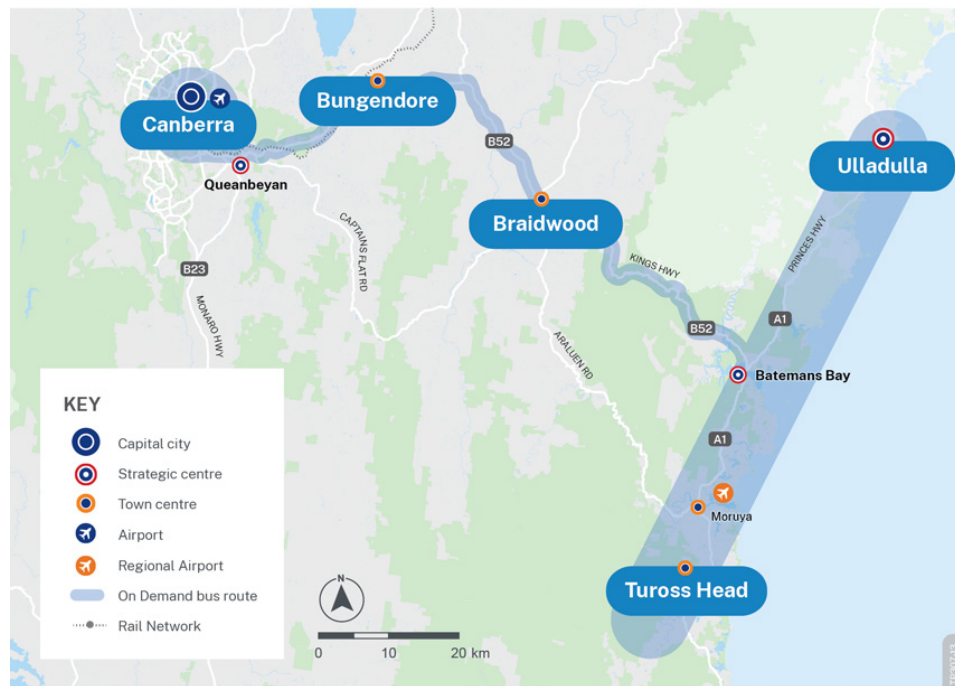 Canberra
Bungendore
B52
Ulladulla
Queanbeyan
Braidwood
CAPTAINS FLAT RD
PRINCES HWY
KINGS HWY
B23
MONARO HWY
B52
A1
ARALUEN RD
Batemans Bay
KEY
Capital city
Strategic centre
Town centre
Airport
Regional Airport
On Demand bus route
Rail Network
A1
Moruya
Tuross Head
N
0 10 20 km